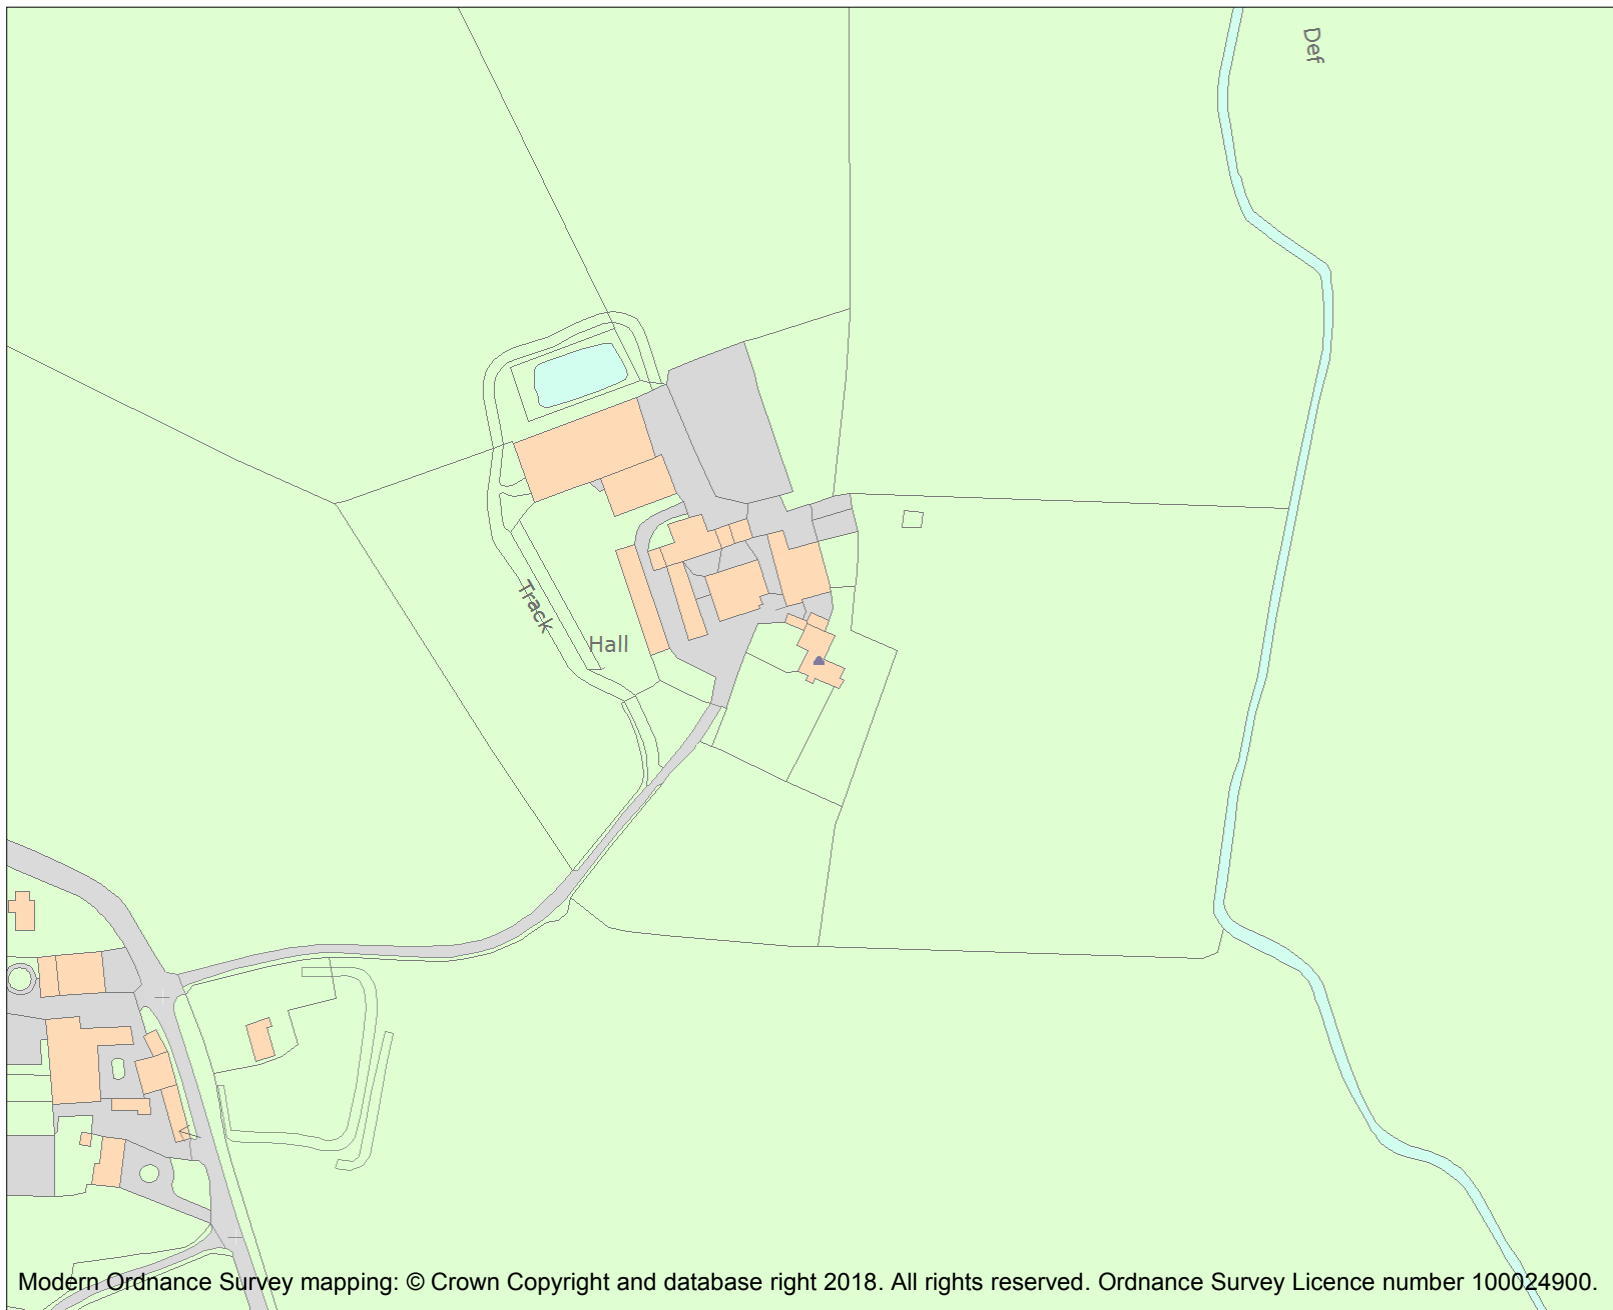 Def
Track
Hall
Modern Ordnance Survey mapping: © Crown Copyright and database right 2018. All rights reserved. Ordnance Survey Licence number 100024900.